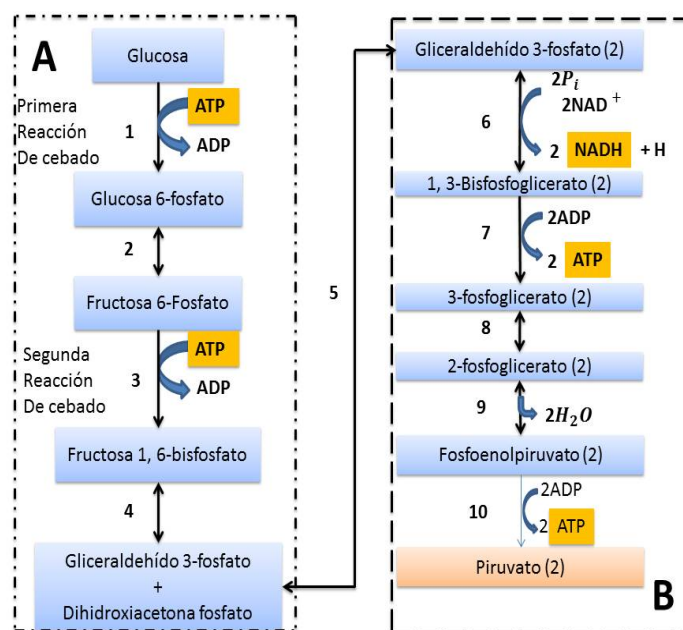 A
Glucosa
Primera
Reacción
De cebado
1
ATP
ADP
Glucosa 6-fosfato
2
Fructosa 6-Fosfato
Segunda
Reacción
De cebado
3
ATP
ADP
Fructosa 1, 6-bisfosfato
4
Gliceraldehído 3-fosfato
+
Dihidroxiacetona fosfato
5
Gliceraldehído 3-fosfato (2)
6
2Pi
2NAD +
2 NADH + H
1, 3-Bisfosfoglicerato (2)
7
2ADP
2 ATP
3-fosfoglicerato (2)
8
2-fosfoglicerato (2)
9
2H₂O
Fosfoenolpiruvato (2)
10
2ADP
2 ATP
Piruvato (2)
B